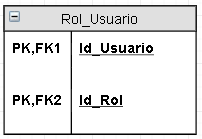 Rol_Usuario
PK,FK1 Id_Usuario
PK,FK2 Id_Rol